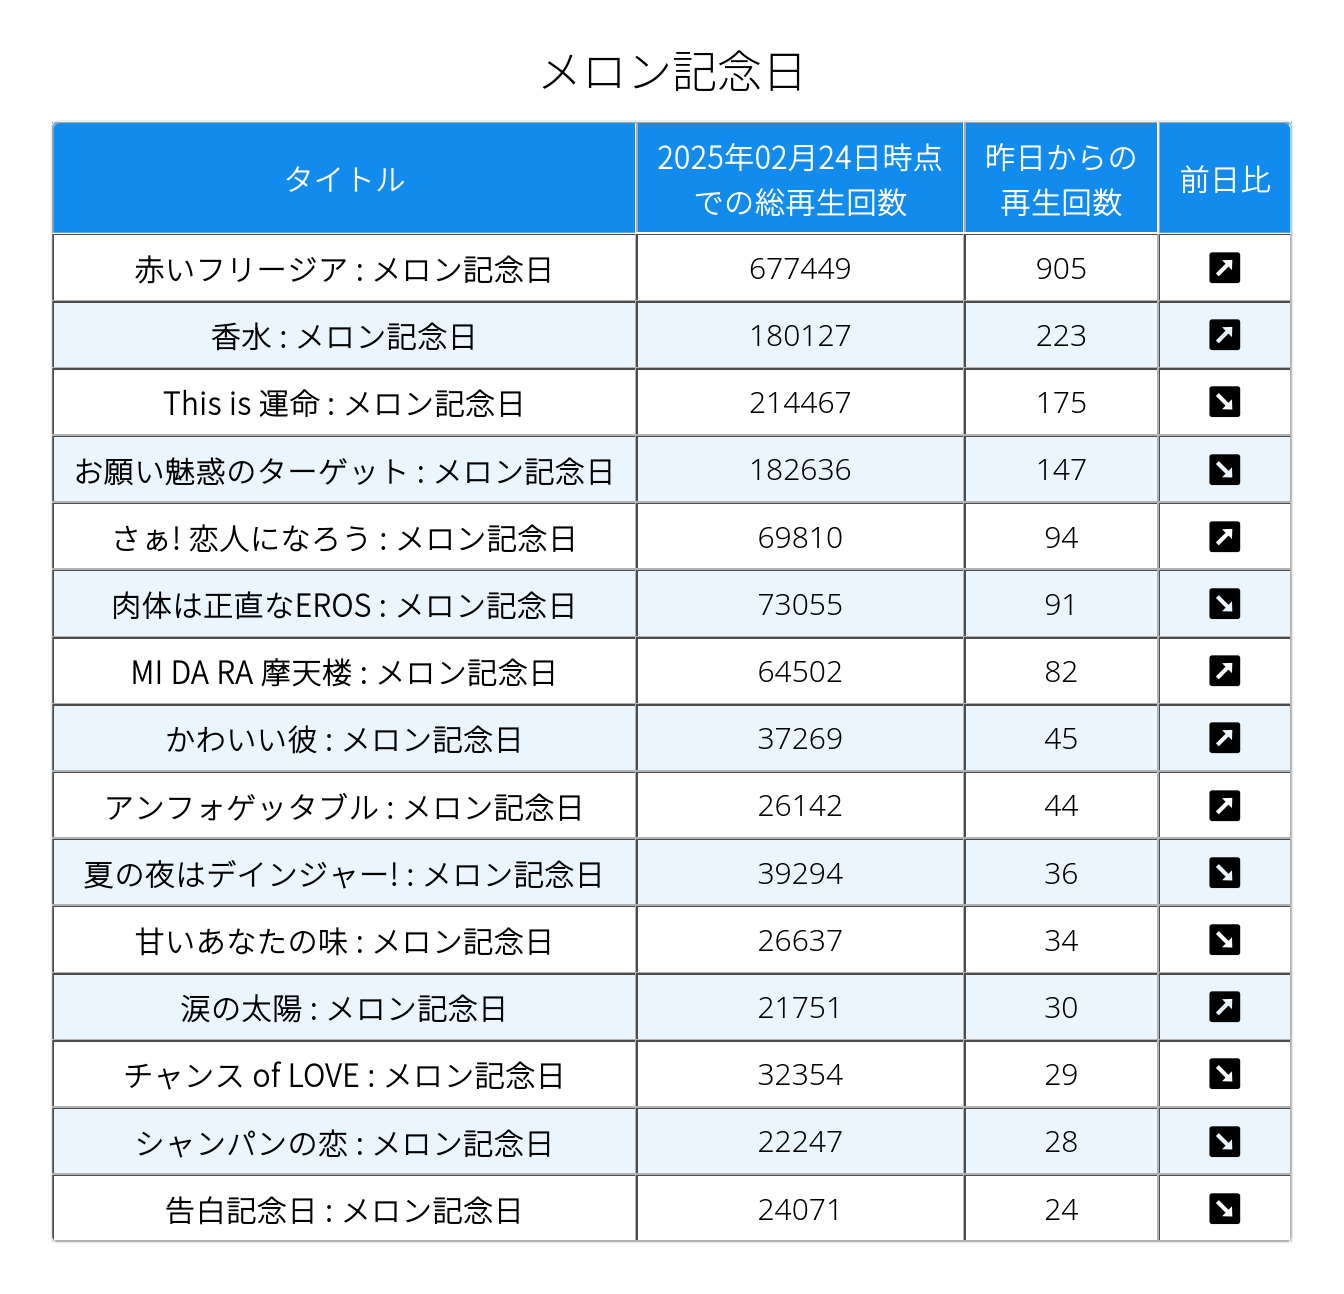 メロン記念日
タイトル
2025年02月24日時点
での総再生回数
昨日からの
再生回数
前日比
赤いフリージア : メロン記念日 677449 905 ↗
香水 : メロン記念日 180127 223 ↗
This is 運命 : メロン記念日 214467 175 ↘
お願い魅惑のターゲット : メロン記念日 182636 147 ↘
さぁ! 恋人になろう : メロン記念日 69810 94 ↗
肉体は正直なEROS : メロン記念日 73055 91 ↘
MI DA RA 摩天楼 : メロン記念日 64502 82 ↗
かわいい彼 : メロン記念日 37269 45 ↗
アンフォゲッタブル : メロン記念日 26142 44 ↗
夏の夜はデインジャー! : メロン記念日 39294 36 ↘
甘いあなたの味 : メロン記念日 26637 34 ↘
涙の太陽 : メロン記念日 21751 30 ↗
チャンス of LOVE : メロン記念日 32354 29 ↘
シャンパンの恋 : メロン記念日 22247 28 ↘
告白記念日 : メロン記念日 24071 24 ↘